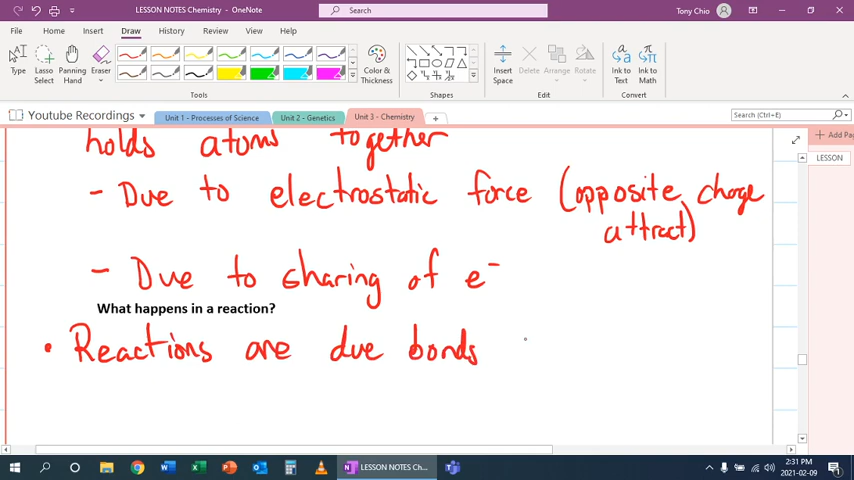 LESSON NOTES Chemistry - OneNote
Search
Tony Chio
File Home Insert Draw History Review View Help
Type
Lasso Select
Panning Hand
Eraser
Color & Thickness
Insert Space
Delete
Arrange
Rotate
Ink to Text
Ink to Math
Tools
Shapes
Edit
Convert
Youtube Recordings
Unit 1 - Processes of Science
Unit 2 - Genetics
Unit 3 - Chemistry
+
Search (Ctrl+E)
+ Add Pag
LESSON
holds atoms together
- Due to electrostatic force (opposite charge
attract)
- Due to sharing of e⁻
What happens in a reaction?
• Reactions are due bonds
LESSON NOTES Ch...
2:31 PM
2021-02-09
1